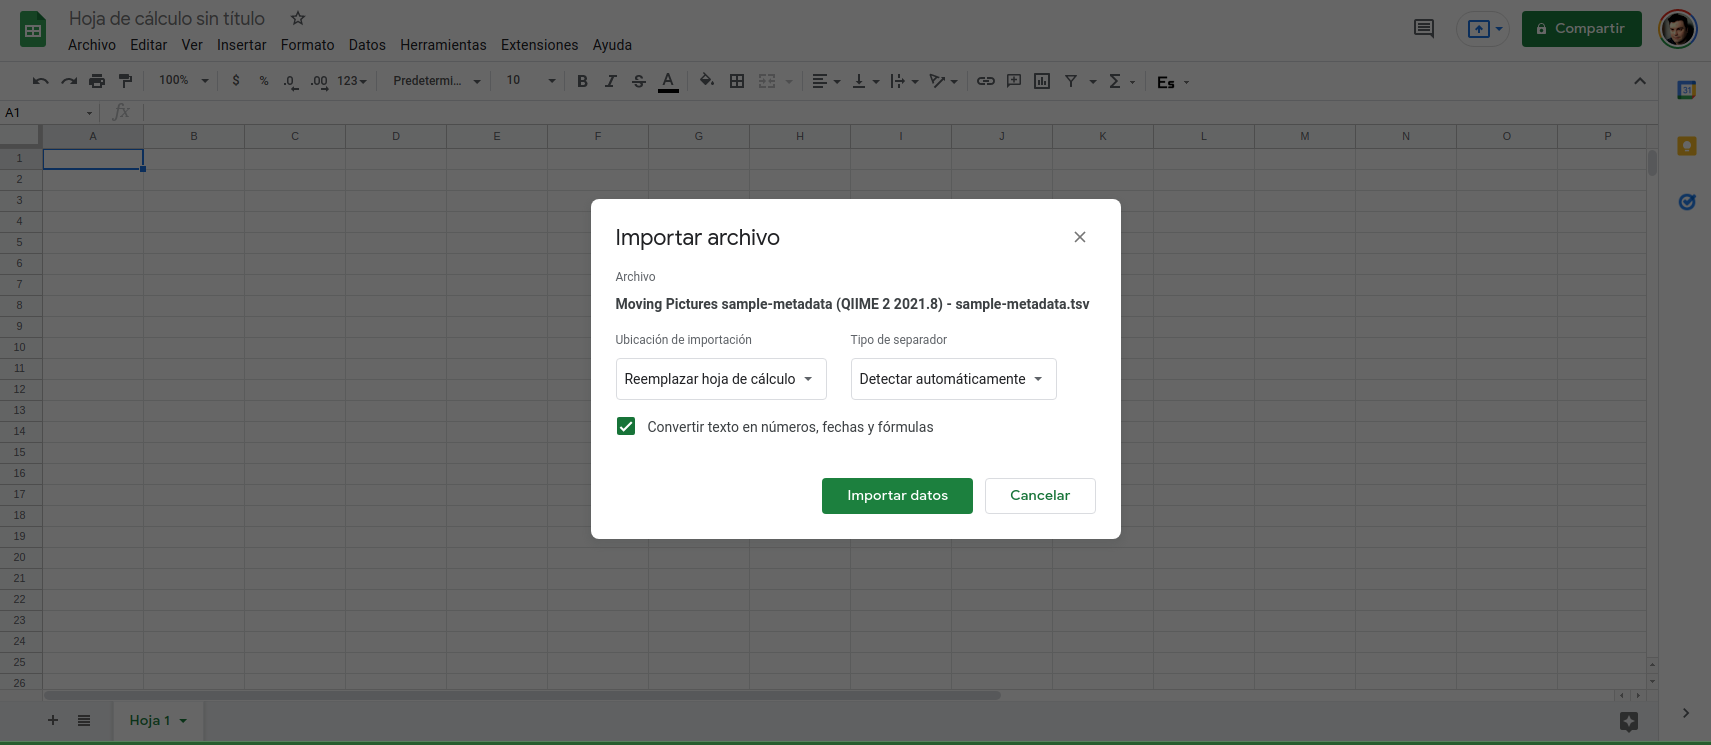 Hoja de cálculo sin título
Archivo Editar Ver Insertar Formato Datos Herramientas Extensiones Ayuda
Compartir
100% $ % .0 .00 123 Predetermi... 10 B I S A Σ Es
A1 fx
A B C D E F G H I J K L M N O P
1
2
3
4
5
6
7
8
9
10
11
12
13
14
15
16
17
18
19
20
21
22
23
24
25
26
Importar archivo
Archivo
Moving Pictures sample-metadata (QIIME 2 2021.8) - sample-metadata.tsv
Ubicación de importación Tipo de separador
Reemplazar hoja de cálculo Detectar automáticamente
Convertir texto en números, fechas y fórmulas
Importar datos Cancelar
Hoja 1
31